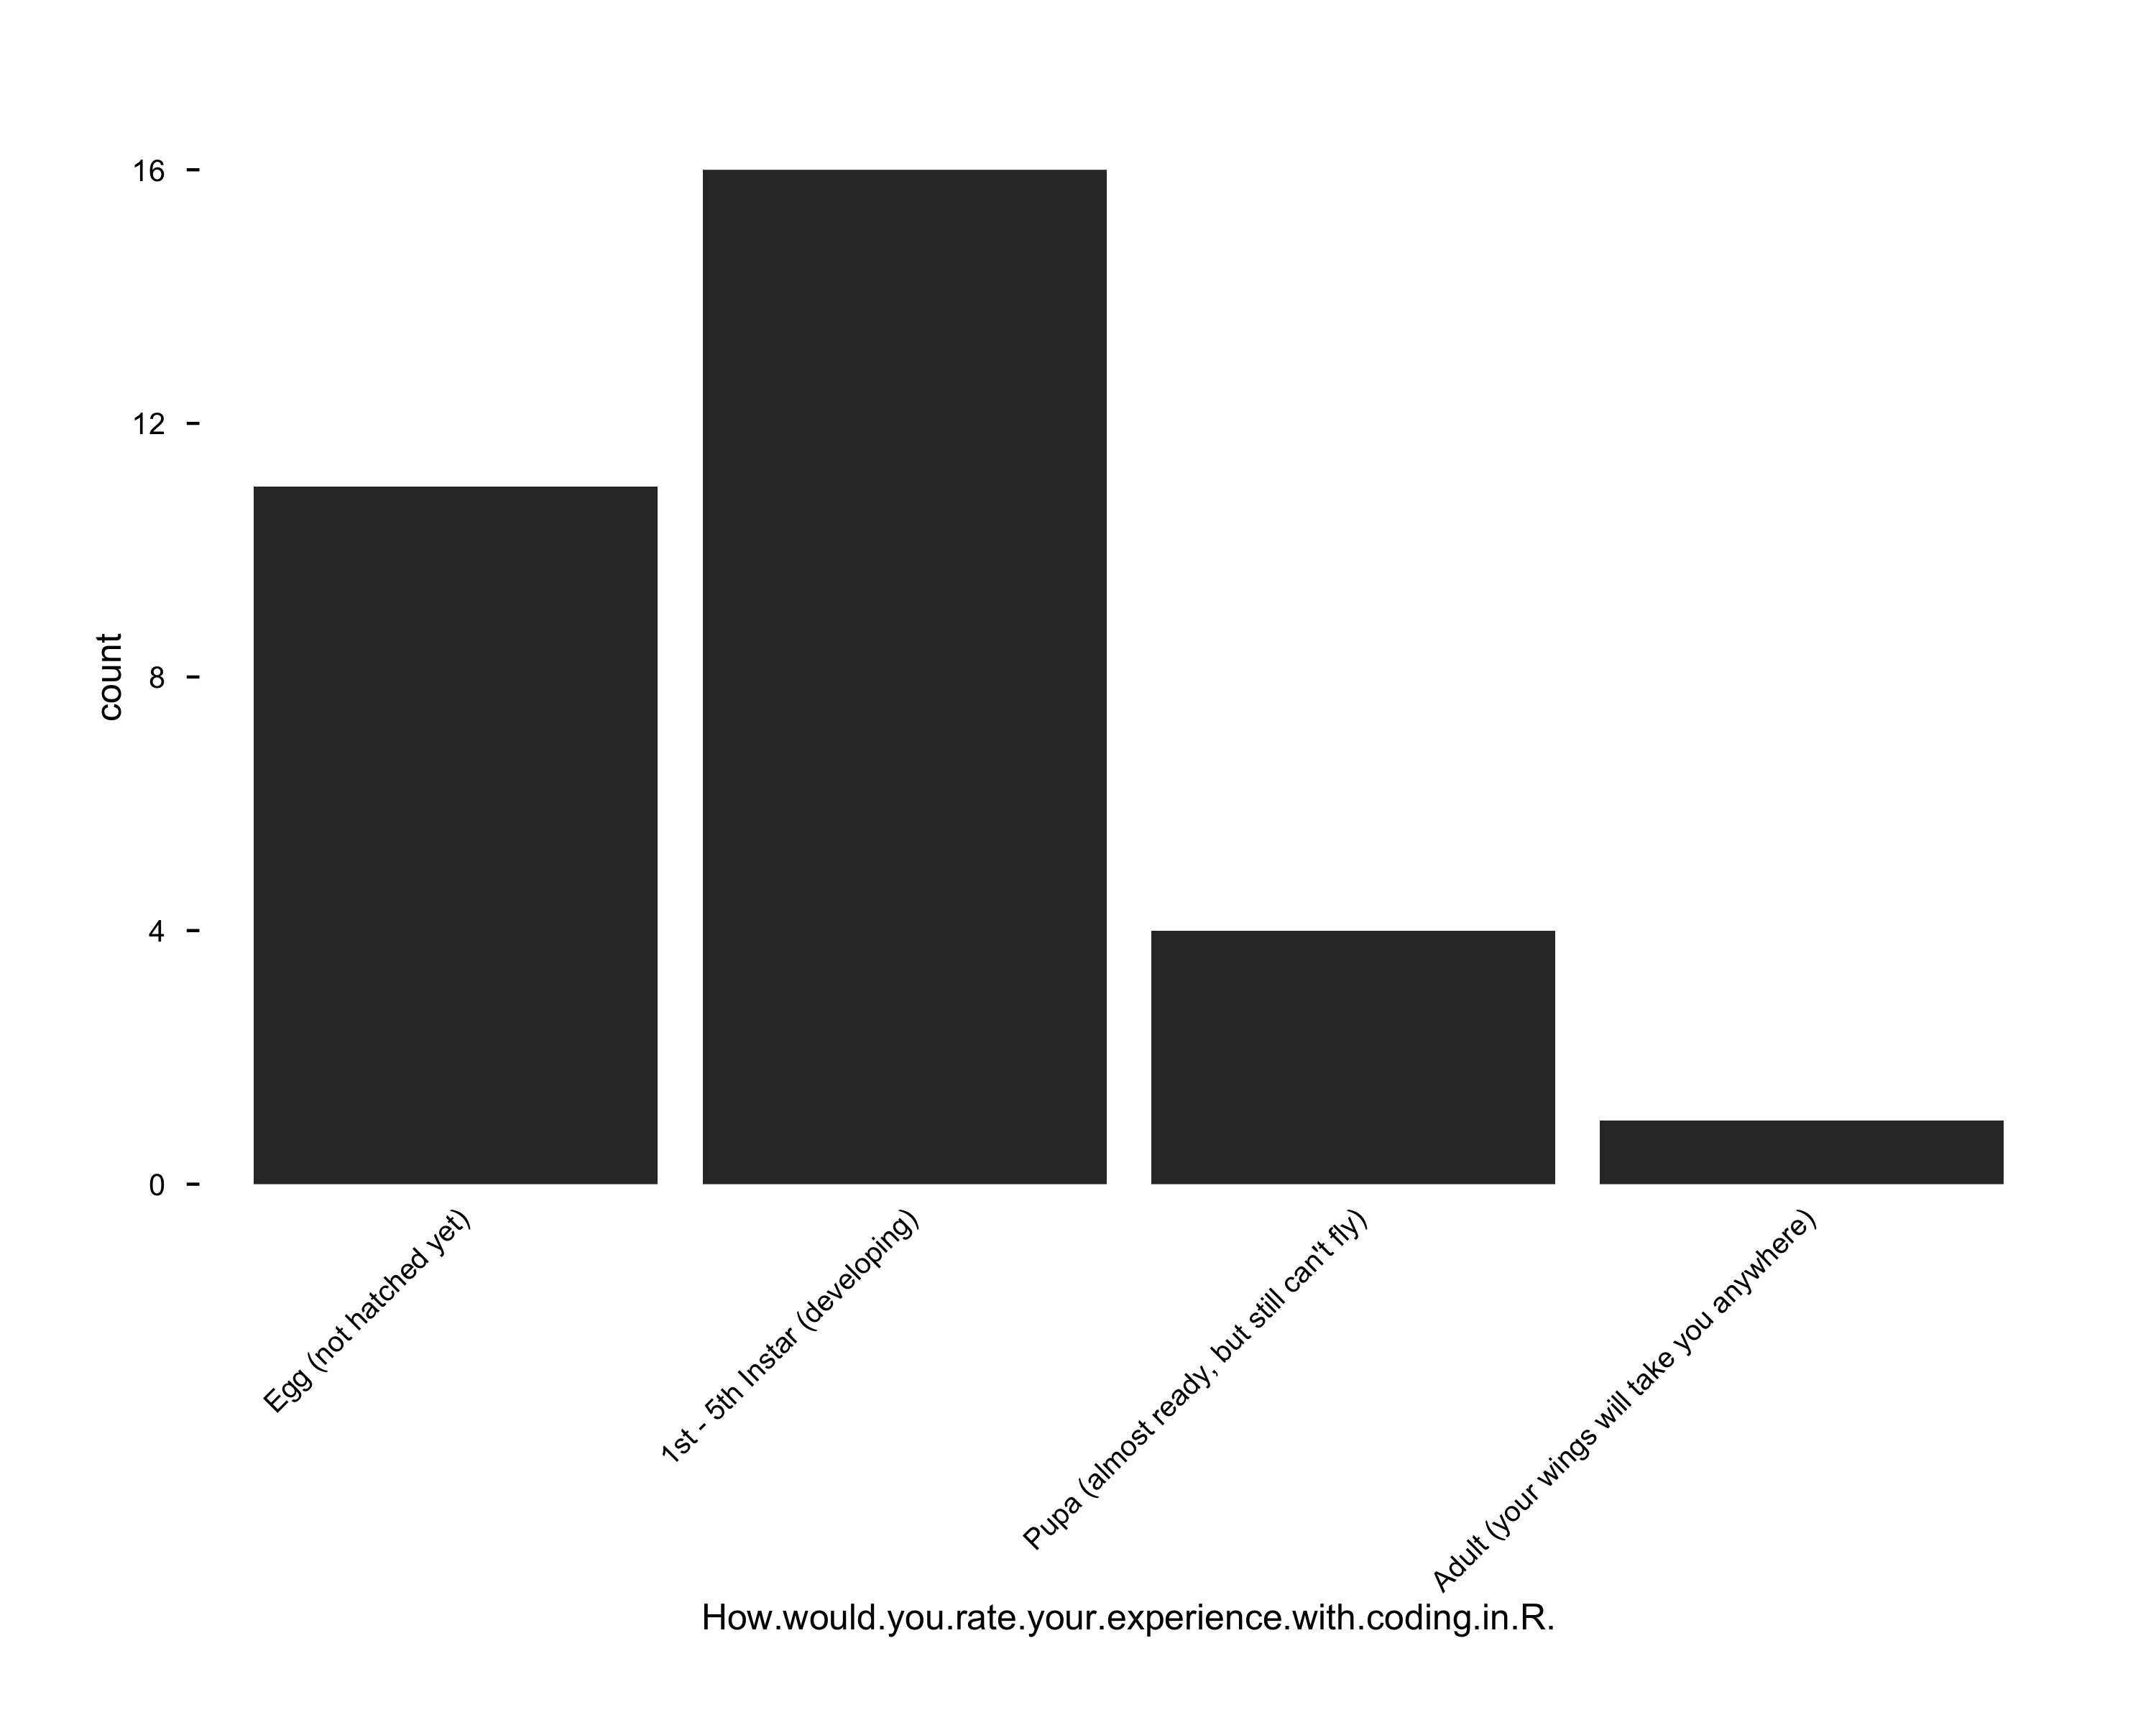 16
12
8
4
0
count
Egg (not hatched yet)
1st - 5th Instar (developing)
Pupa (almost ready, but still can't fly)
Adult (your wings will take you anywhere)
How.would.you.rate.your.experience.with.coding.in.R.